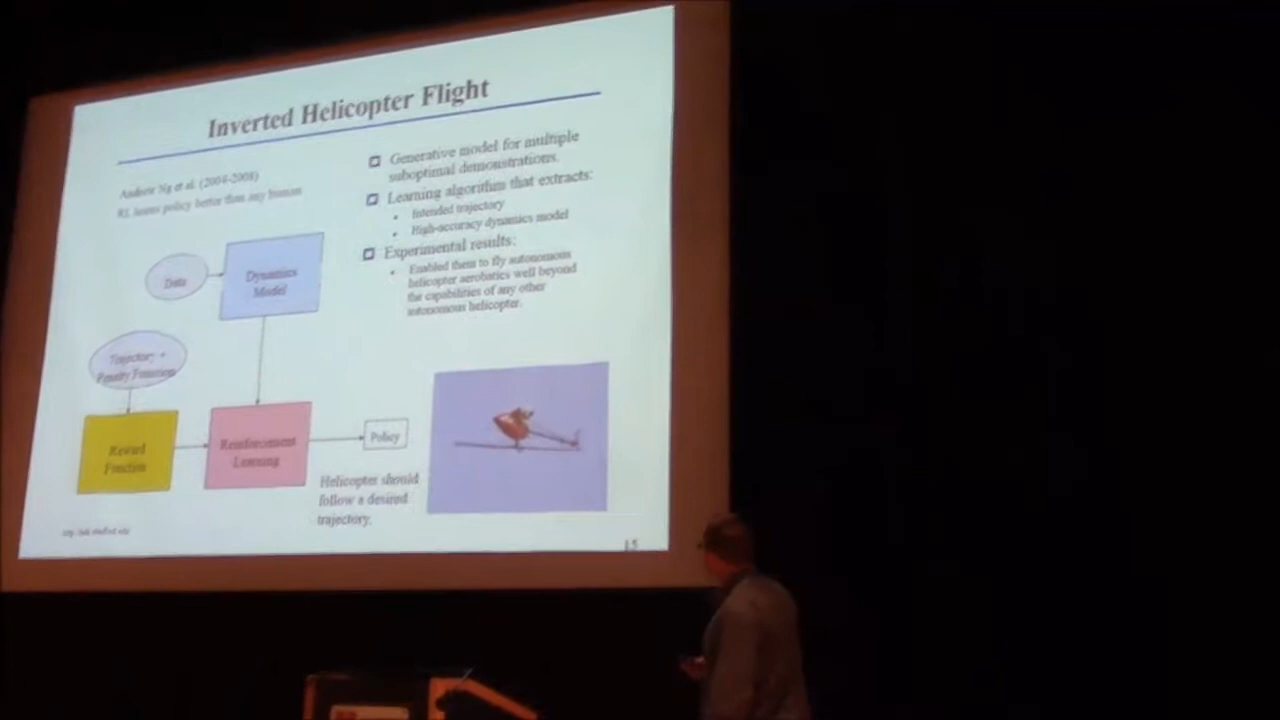 Inverted Helicopter Flight
Andrew Ng et al. (2004-2008)
RL learns policy better than any human
Generative model for multiple
suboptimal demonstrations.
Learning algorithm that extracts:
Intended trajectory
High-accuracy dynamics model
Experimental results:
Enabled them to fly autonomous
helicopter aerobatics well beyond
the capabilities of any other
autonomous helicopter.
Data
Dynamics
Model
Trajectory +
Penalty Function
Reward
Function
Reinforcement
Learning
Policy
Helicopter should
follow a desired
trajectory.
15